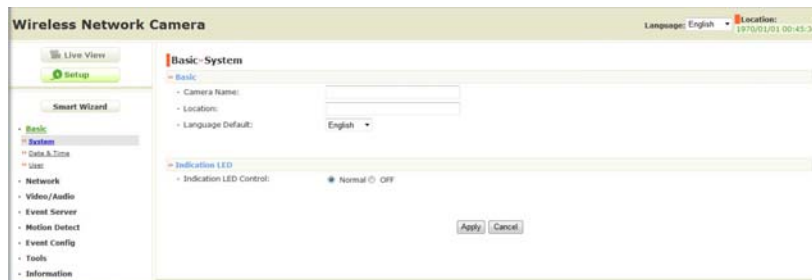 Wireless Network Camera
Language: English
Location:
1970/01/01 00:45:3
Live View
Setup
Smart Wizard
Basic
System
Date & Time
User
Network
Video/Audio
Event Server
Motion Detect
Event Config
Tools
Information
Basic-System
Basic
Camera Name:
Location:
Language Default: English
Indication LED
Indication LED Control: Normal OFF
Apply Cancel